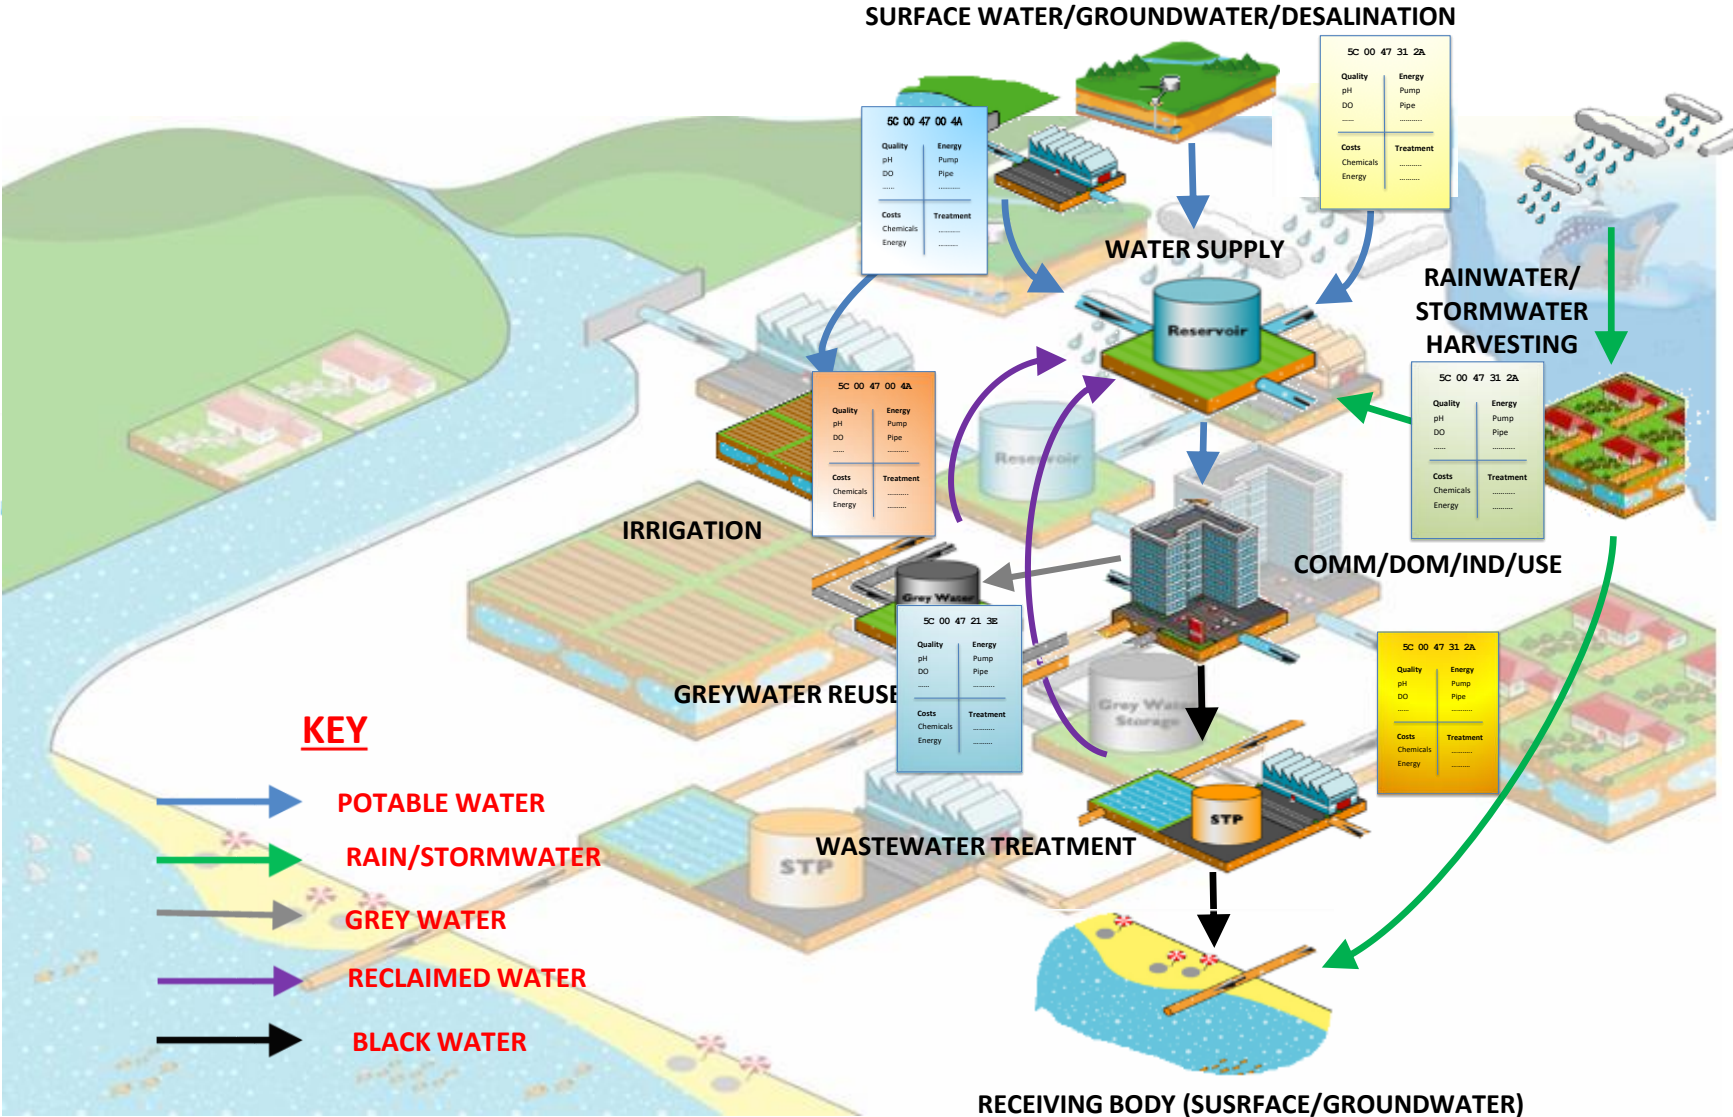 SURFACE WATER/GROUNDWATER/DESALINATION
5C 00 47 31 2A
Quality Energy
pH Pump
DO Pipe
...... ............
Costs Treatment
Chemicals ............
Energy ...........
5C 00 47 00 4A
Quality Energy
pH Pump
DO Pipe
...... ............
Costs Treatment
Chemicals ............
Energy ...........
WATER SUPPLY
Reservoir
RAINWATER/
STORMWATER
HARVESTING
5C 00 47 31 2A
Quality Energy
pH Pump
DO Pipe
...... ............
Costs Treatment
Chemicals ............
Energy ...........
5C 00 47 00 4A
Quality Energy
pH Pump
DO Pipe
...... ............
Costs Treatment
Chemicals ............
Energy ...........
Reservoir
IRRIGATION
COMM/DOM/IND/USE
Grey Water
5C 00 47 21 3E
Quality Energy
pH Pump
DO Pipe
...... ............
Costs Treatment
Chemicals ............
Energy ...........
GREYWATER REUSE
Grey Water
Storage
5C 00 47 31 2A
Quality Energy
pH Pump
DO Pipe
...... ............
Costs Treatment
Chemicals ............
Energy ...........
STP
WASTEWATER TREATMENT
STP
KEY
POTABLE WATER
RAIN/STORMWATER
GREY WATER
RECLAIMED WATER
BLACK WATER
RECEIVING BODY (SUSRFACE/GROUNDWATER)